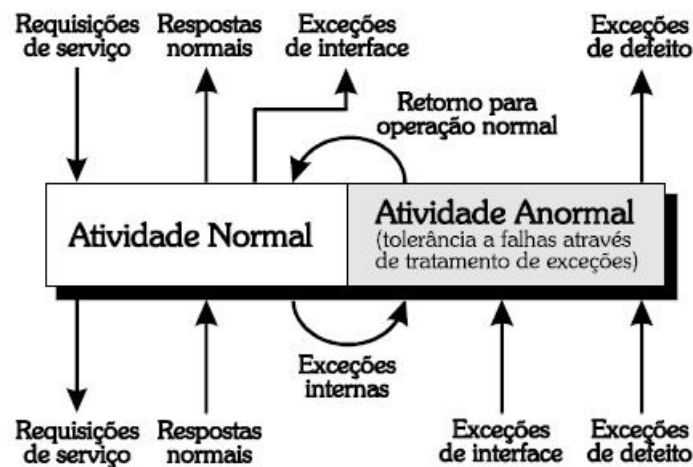 Requisições
de serviço
Respostas
normais
Exceções
de interface
Exceções
de defeito
Retorno para
operação normal
Atividade Normal
Atividade Anormal
(tolerância a falhas através
de tratamento de exceções)
Exceções
internas
Requisições
de serviço
Respostas
normais
Exceções
de interface
Exceções
de defeito